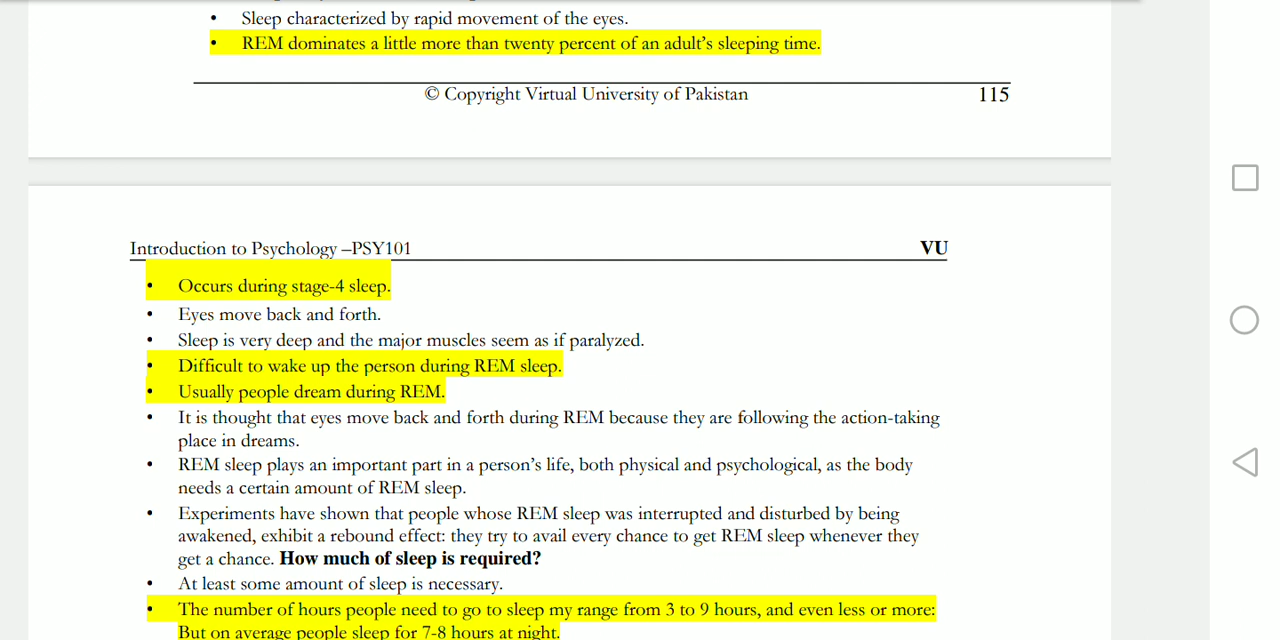 • Sleep characterized by rapid movement of the eyes.
• REM dominates a little more than twenty percent of an adult's sleeping time.
© Copyright Virtual University of Pakistan 115
Introduction to Psychology –PSY101 VU
• Occurs during stage-4 sleep.
• Eyes move back and forth.
• Sleep is very deep and the major muscles seem as if paralyzed.
• Difficult to wake up the person during REM sleep.
• Usually people dream during REM.
• It is thought that eyes move back and forth during REM because they are following the action-taking
place in dreams.
• REM sleep plays an important part in a person's life, both physical and psychological, as the body
needs a certain amount of REM sleep.
• Experiments have shown that people whose REM sleep was interrupted and disturbed by being
awakened, exhibit a rebound effect: they try to avail every chance to get REM sleep whenever they
get a chance. How much of sleep is required?
• At least some amount of sleep is necessary.
• The number of hours people need to go to sleep my range from 3 to 9 hours, and even less or more:
But on average people sleep for 7-8 hours at night.